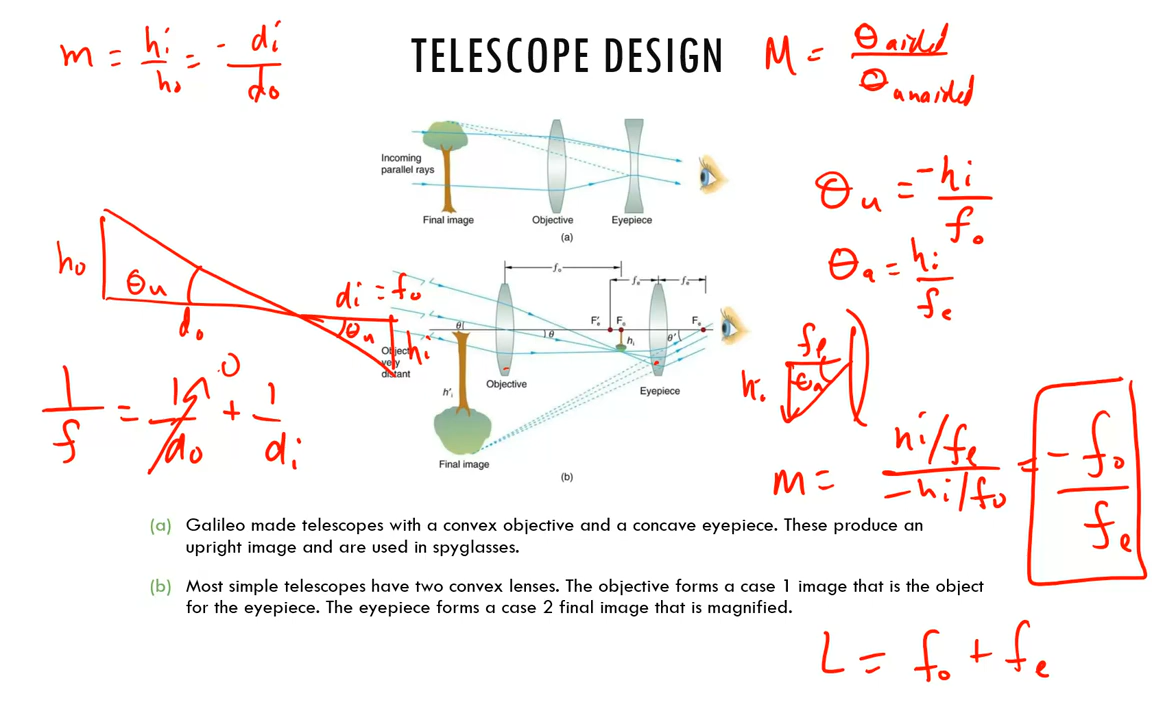 TELESCOPE DESIGN
m = hi/ho = - di/do
M = θaided/θunaided
Incoming
parallel rays
Final image
Objective
Eyepiece
(a)
θu = -hi/fo
θa = hi/fe
ho
θu
do
di = fo
θu
hi
fo
fe
fe
Fe'
Fo
Fe
θ
θ
hi
θ'
Object
very
distant
hi'
Objective
Eyepiece
Final image
(b)
fe
hi
θa
1/f = 1/do + 1/di
0
m = hi/fe / -hi/fo = - fo/fe
(a) Galileo made telescopes with a convex objective and a concave eyepiece. These produce an
upright image and are used in spyglasses.
(b) Most simple telescopes have two convex lenses. The objective forms a case 1 image that is the object
for the eyepiece. The eyepiece forms a case 2 final image that is magnified.
L = fo + fe